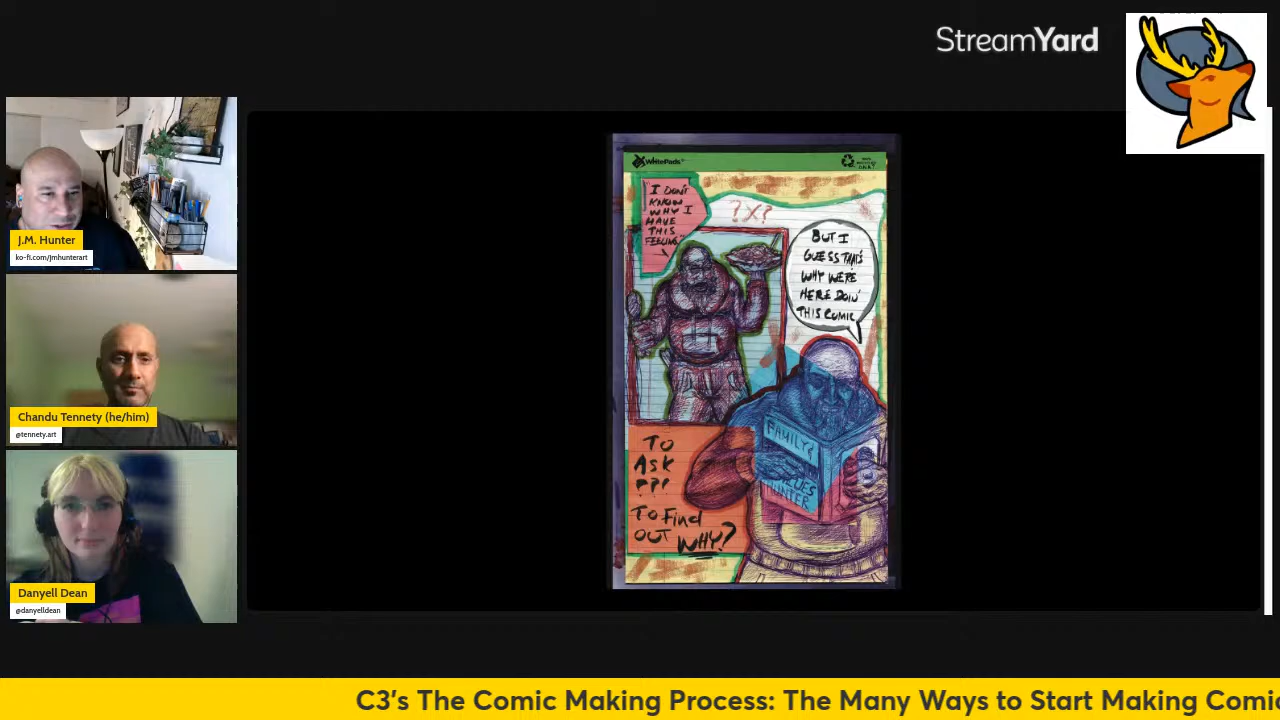 StreamYard
J.M. Hunter
ko-fi.com/jmhunterart
Chandu Tennety (he/him)
@tennety.art
Danyell Dean
@danyelldean
WhitePads
I DON'T
KNOW
WHY I
HAVE
THIS
FEELING
?X?
BUT I
GUESS THAT'S
WHY WE'RE
HERE DOIN'
THIS COMIC
FAMILY?
TO
ASK
???
TO Find
OUT WHY?
C3's The Comic Making Process: The Many Ways to Start Making Comic